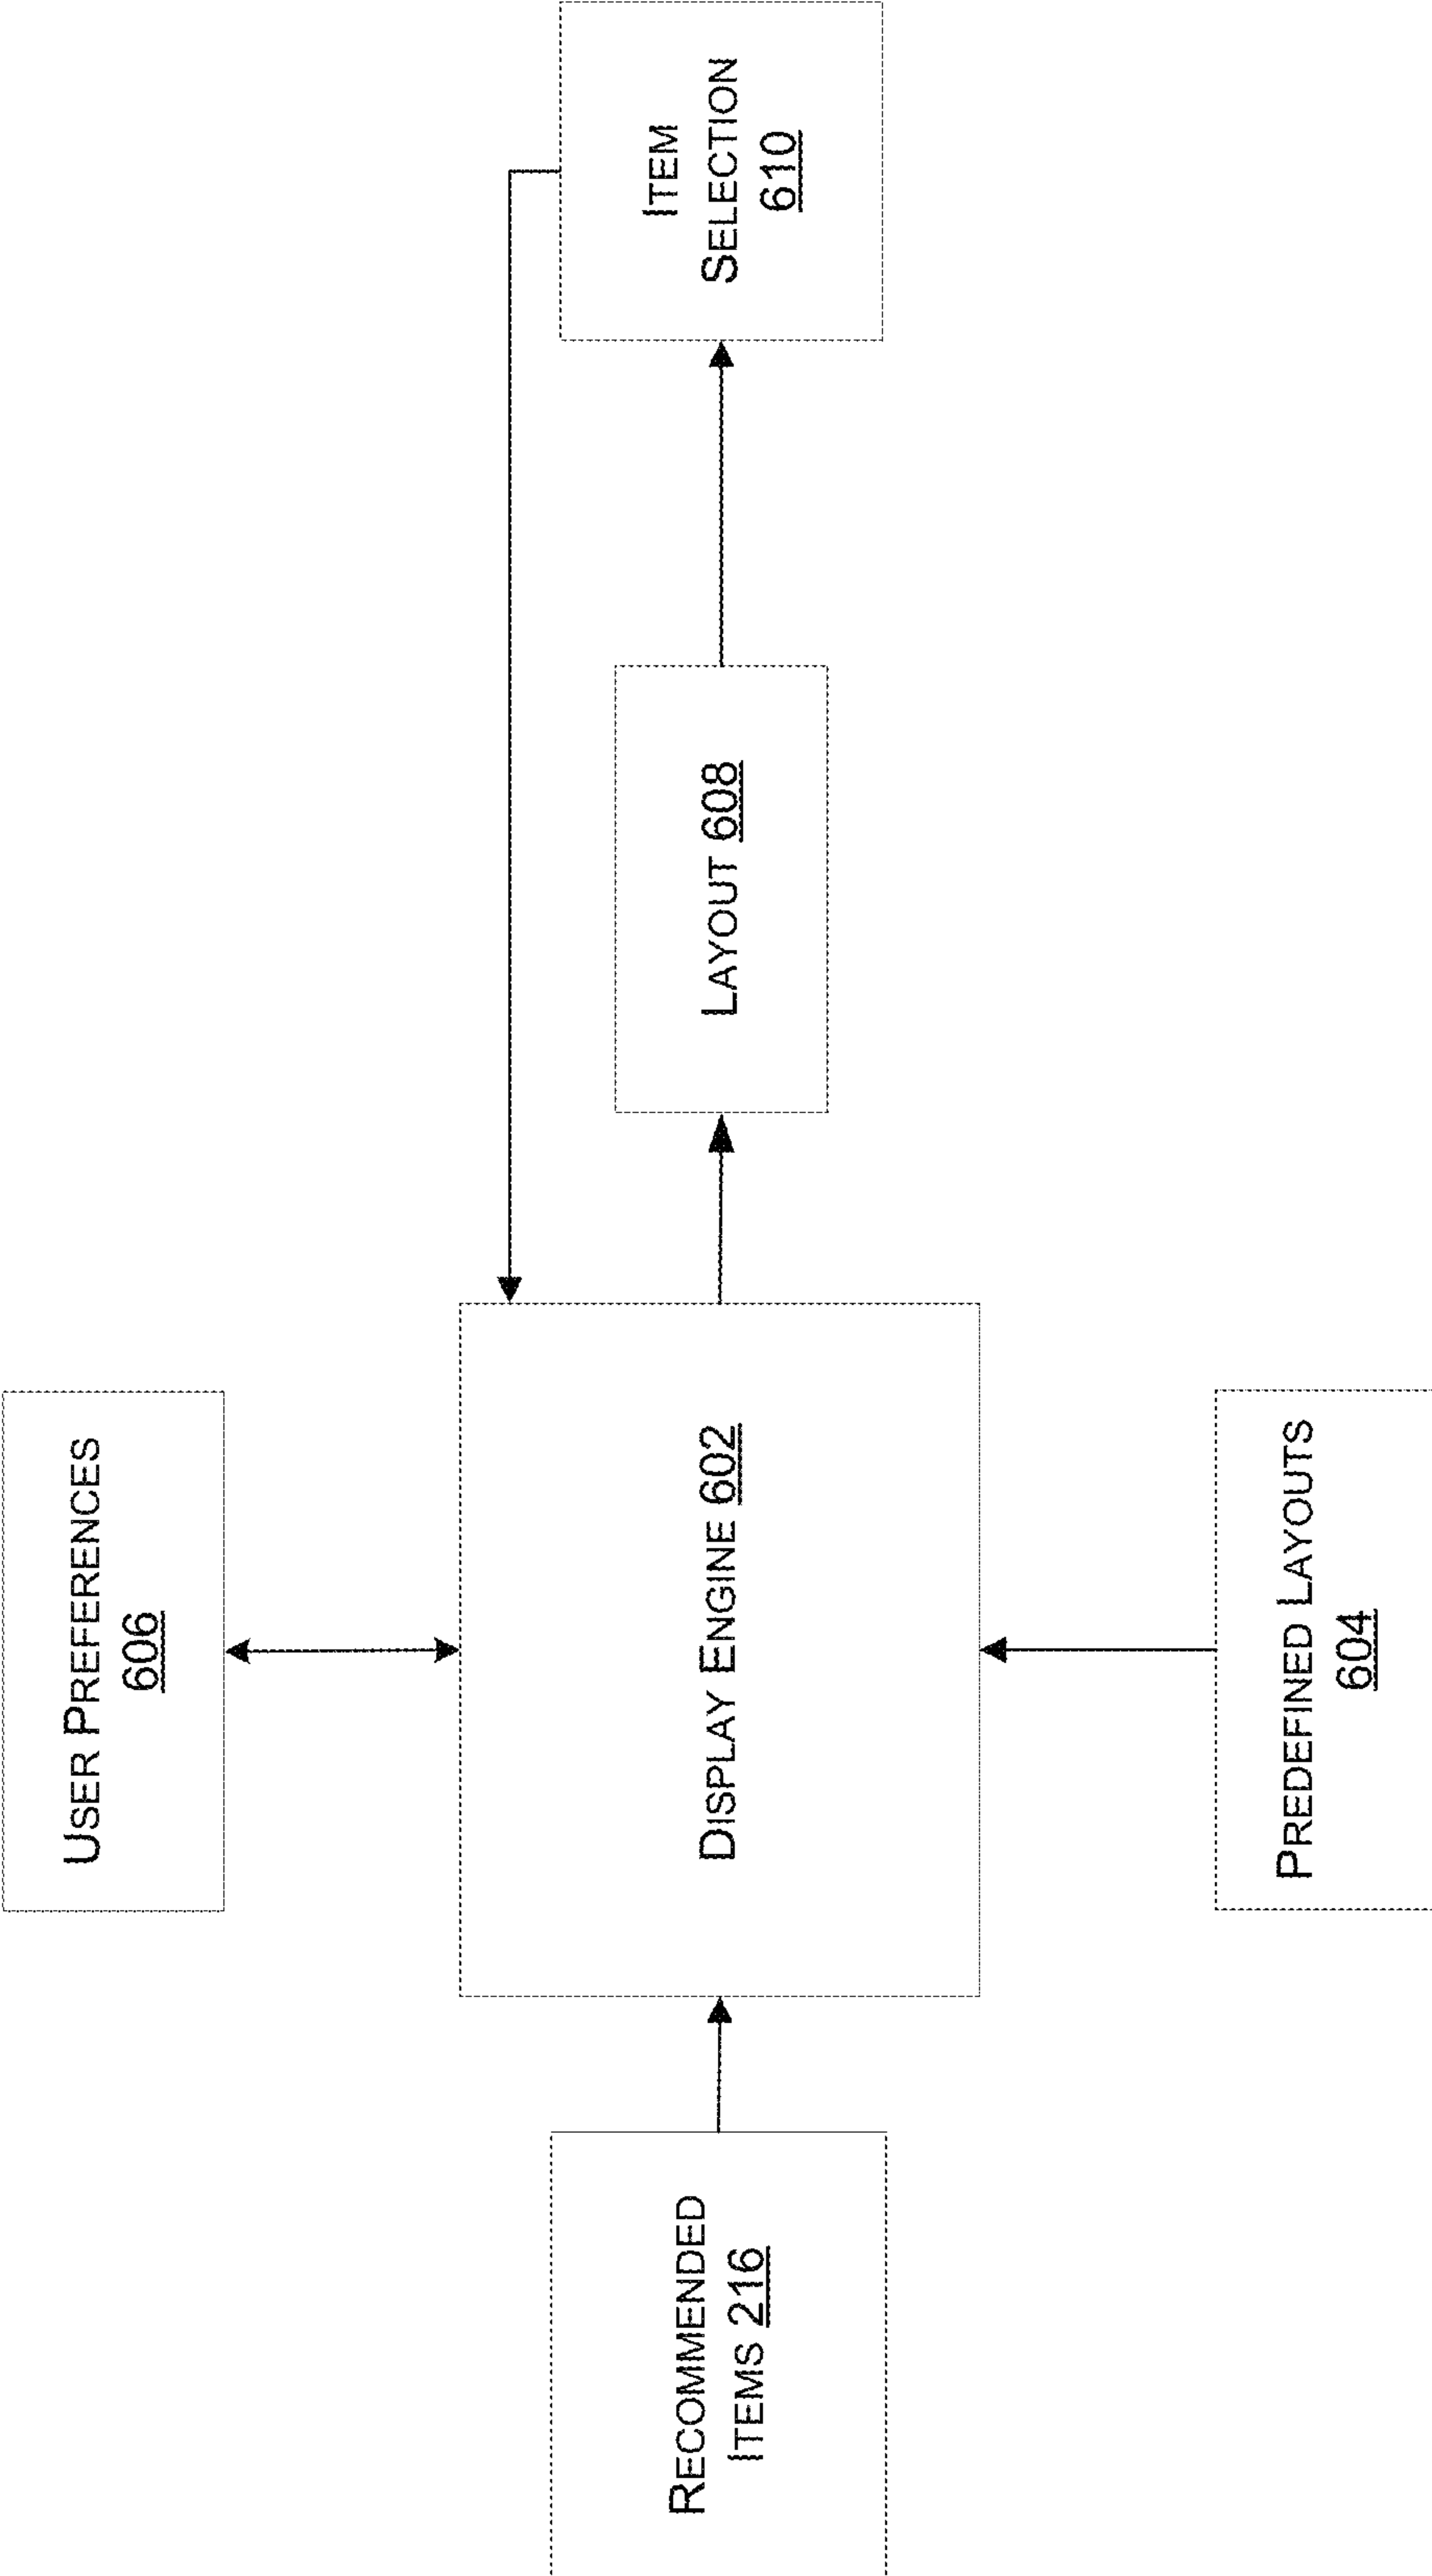 USER PREFERENCES
606
RECOMMENDED
ITEMS 216
DISPLAY ENGINE 602
LAYOUT 608
ITEM
SELECTION
610
PREDEFINED LAYOUTS
604